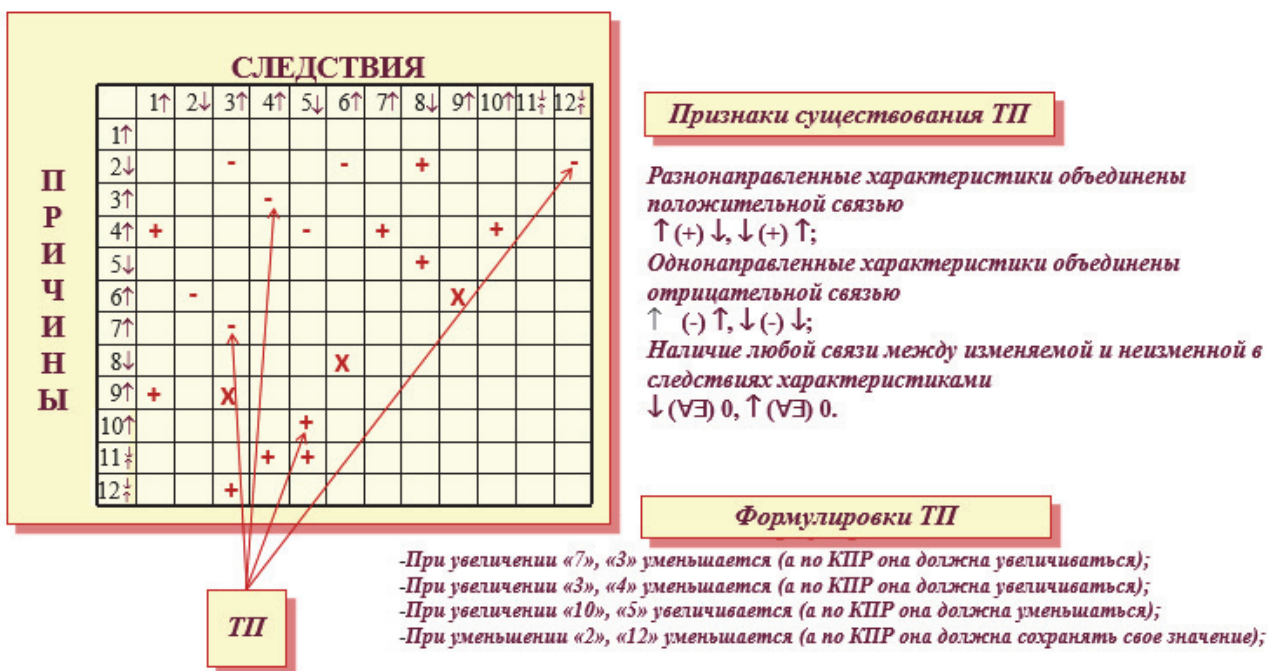 СЛЕДСТВИЯ
ПРИЧИНЫ
1↑ 2↓ 3↑ 4↑ 5↓ 6↑ 7↑ 8↓ 9↑ 10↑ 11⤈ 12⤈
1↑
2↓ - - + -
3↑ -
4↑ + - + +
5↓ +
6↑ - X
7↑ -
8↓ X
9↑ + X
10↑ +
11⤈ + +
12⤈ +
ТП
Признаки существования ТП
Разнонаправленные характеристики объединены
положительной связью
↑ (+) ↓, ↓ (+) ↑;
Однонаправленные характеристики объединены
отрицательной связью
↑ (-) ↑, ↓ (-) ↓;
Наличие любой связи между изменяемой и неизменной в
следствиях характеристиками
↓ (∀∃) 0, ↑ (∀∃) 0.
Формулировки ТП
-При увеличении «7», «3» уменьшается (а по КПР она должна увеличиваться);
-При увеличении «3», «4» уменьшается (а по КПР она должна увеличиваться);
-При увеличении «10», «5» увеличивается (а по КПР она должна уменьшаться);
-При уменьшении «2», «12» уменьшается (а по КПР она должна сохранять свое значение);